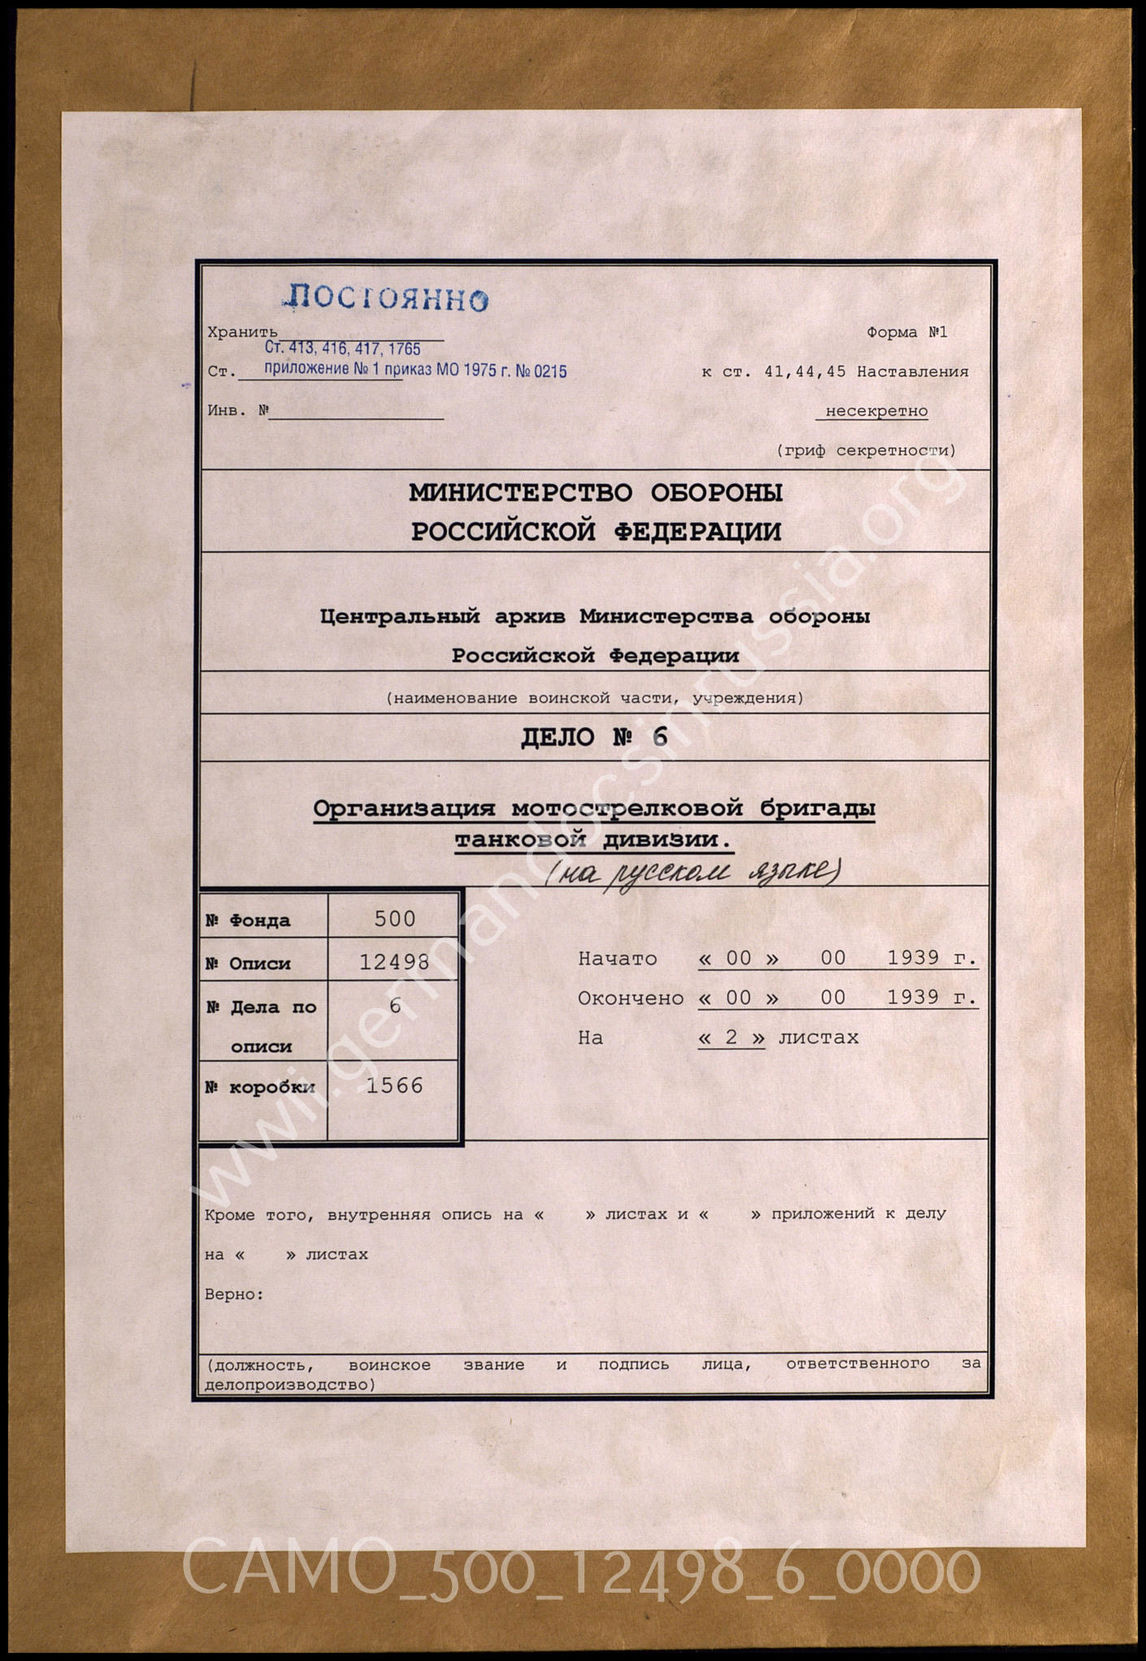 ПОСТОЯННО
Хранить
Форма №1
Ст. 413, 416, 417, 1765
Ст. приложение № 1 приказ МО 1975 г. № 0215
к ст. 41,44,45 Наставления
Инв. №
несекретно
(гриф секретности)
МИНИСТЕРСТВО ОБОРОНЫ
РОССИЙСКОЙ ФЕДЕРАЦИИ
Центральный архив Министерства обороны
Российской Федерации
(наименование воинской части, учреждения)
ДЕЛО № 6
Организация мотострелковой бригады
танковой дивизии.
(на русском языке)
№ Фонда 500
№ Описи 12498
№ Дела по описи 6
№ коробки 1566
Начато « 00 » 00 1939 г.
Окончено « 00 » 00 1939 г.
На « 2 » листах
Кроме того, внутренняя опись на « » листах и « » приложений к делу
на « » листах
Верно:
(должность, воинское звание и подпись лица, ответственного за
делопроизводство)
www.germandocsinrussia.org
CAMO_500_12498_6_0000